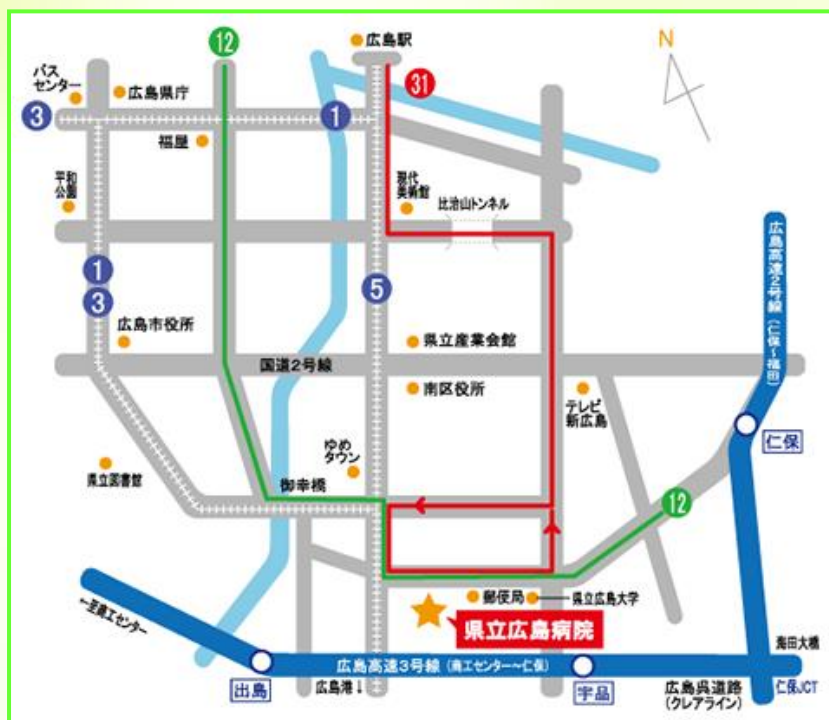 12
広島駅
N
バス
センター
広島県庁
31
3
1
福屋
平和
公園
現代
美術館
比治山トンネル
広島高速2号線(仁保~福田)
1
3
5
広島市役所
県立産業会館
国道2号線
南区役所
テレビ
新広島
仁保
ゆめ
タウン
県立図書館
御幸橋
12
郵便局
県立広島大学
←至商工センター
県立広島病院
海田大橋
広島高速3号線(商工センター~仁保)
出島
広島港↓
宇品
広島呉道路
(クレアライン)
仁保JCT